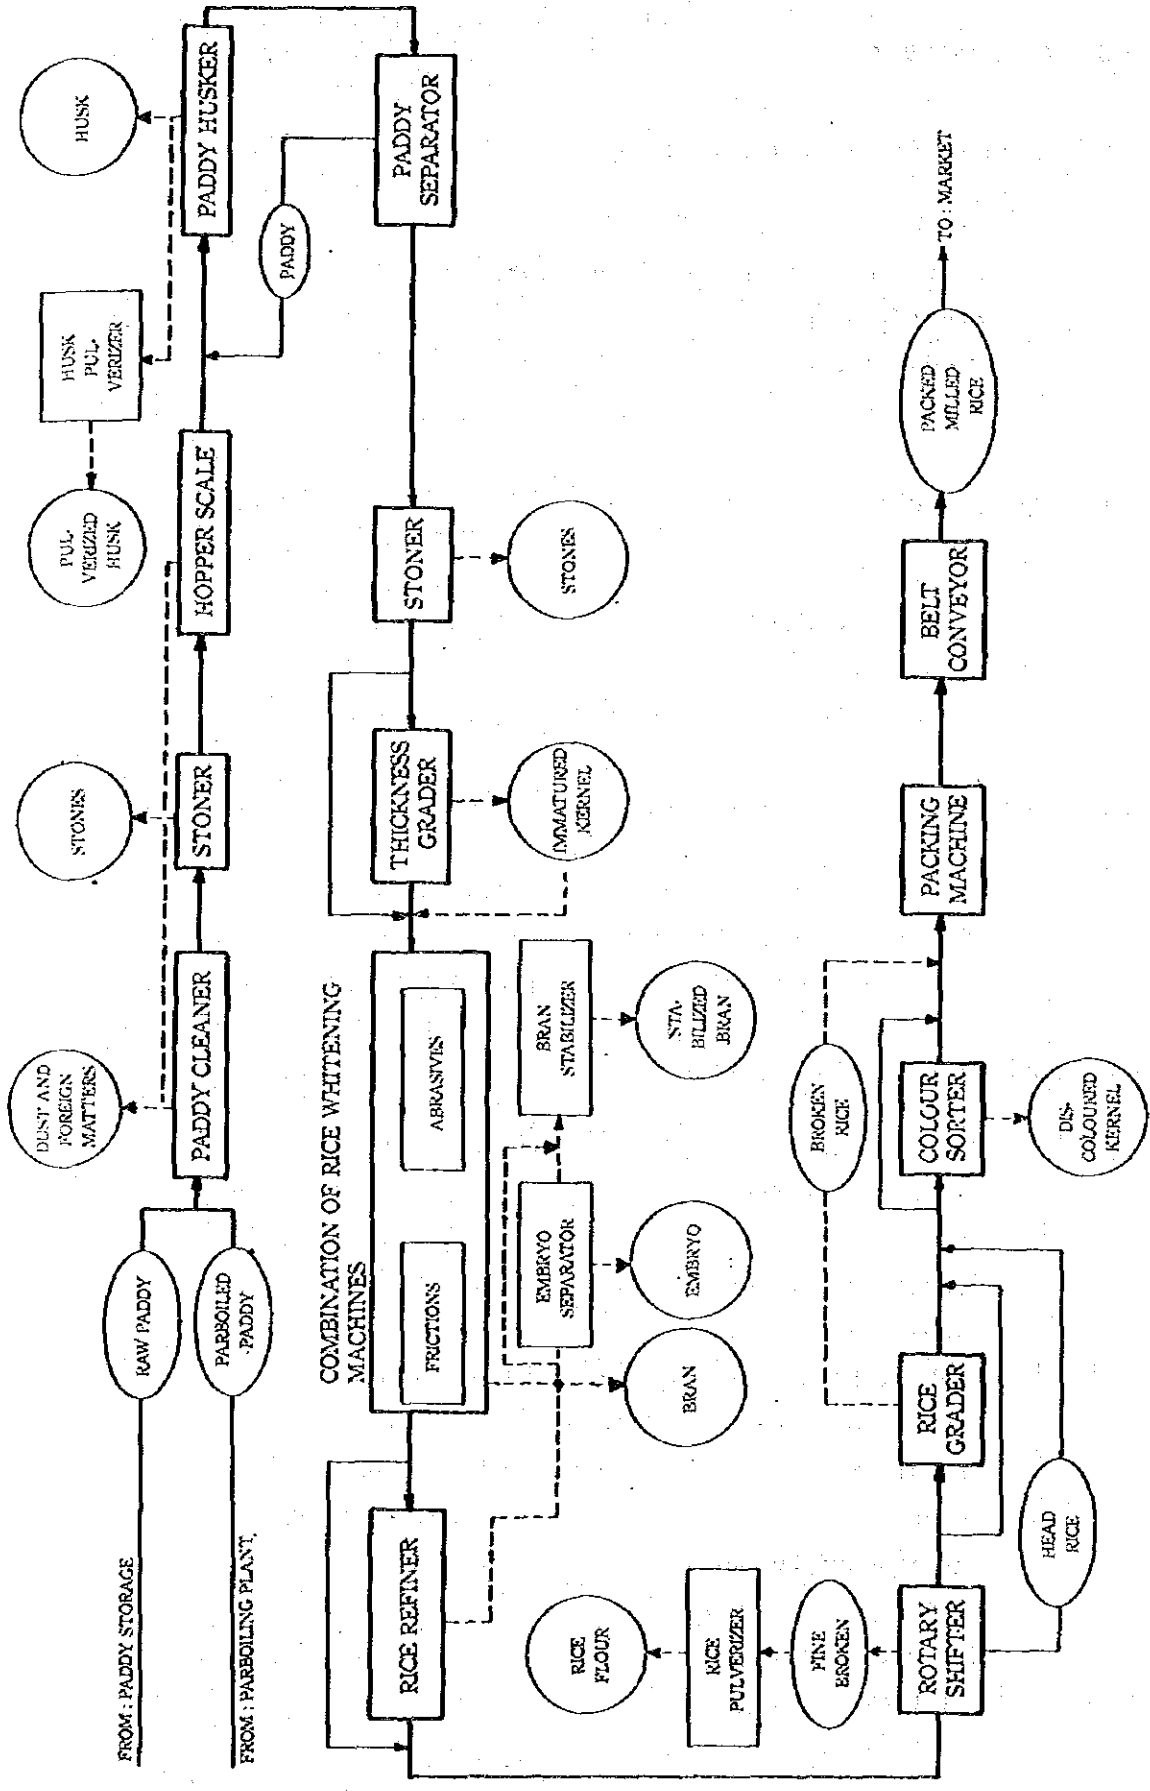 FROM : PADDY STORAGE
RAW PADDY
FROM : PARBOILING PLANT.
PARBOILED
PADDY
DUST AND
FOREIGN
MATTERS
PADDY CLEANER
STONES
STONER
PUL-
VERIZED
HUSK
HOPPER SCALE
HUSK
PUL-
VERIZER
HUSK
PADDY HUSKER
PADDY
PADDY
SEPARATOR
STONER
STONES
THICKNESS
GRADER
IMMATURED
KERNEL
COMBINATION OF RICE WHITENING
MACHINES
ABRASIVES
FRICTIONS
BRAN
STABILIZER
STA-
BILIZED
BRAN
EMBRYO
SEPARATOR
EMBRYO
BRAN
RICE REFINER
RICE
FLOUR
RICE
PULVERIZER
FINE
BROKEN
ROTARY
SHIFTER
HEAD
RICE
RICE
GRADER
BROKEN
RICE
COLOUR
SORTER
DIS-
COLOURED
KERNEL
PACKING
MACHINE
BELT
CONVEYOR
PACKED
MILLED
RICE
TO : MARKET